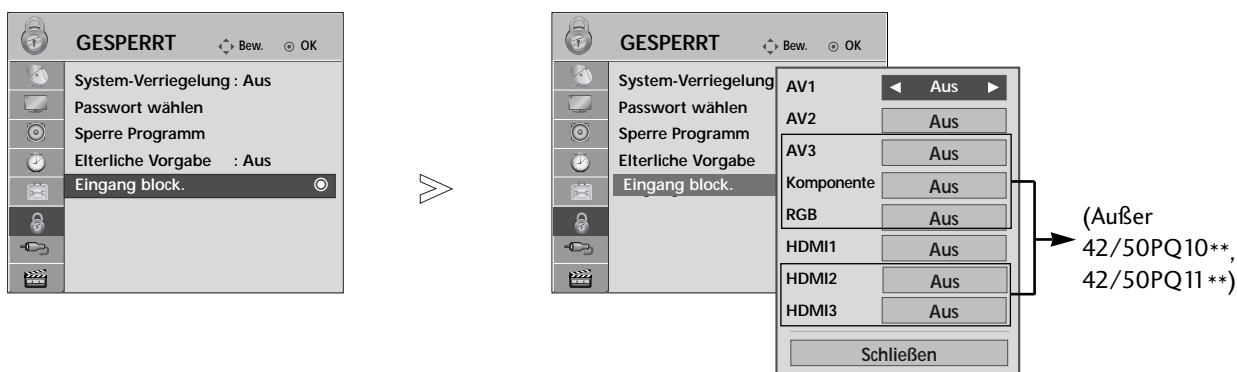 GESPERRT Bew. OK
System-Verriegelung : Aus
Passwort wählen
Sperre Programm
Elterliche Vorgabe : Aus
Eingang block.
GESPERRT Bew. OK
System-Verriegelung
Passwort wählen
Sperre Programm
Elterliche Vorgabe
Eingang block.
AV1 ◄ Aus ►
AV2 Aus
AV3 Aus
Komponente Aus
RGB Aus
HDMI1 Aus
HDMI2 Aus
HDMI3 Aus
Schließen
(Außer
42/50PQ10**,
42/50PQ11**)